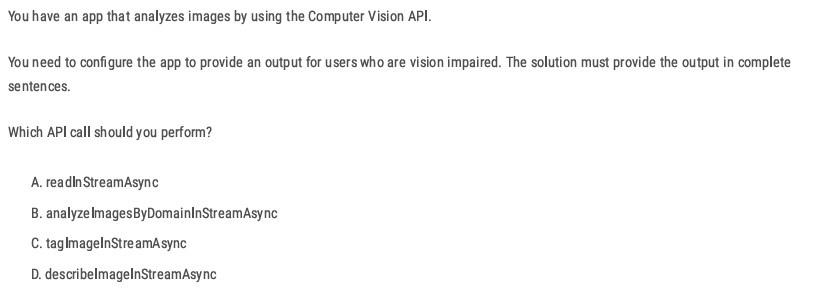 You have an app that analyzes images by using the Computer Vision API.
You need to configure the app to provide an output for users who are vision impaired. The solution must provide the output in complete
sentences.
Which API call should you perform?
A. readInStreamAsync
B. analyzeImagesByDomainInStreamAsync
C. tagImageInStreamAsync
D. describeImageInStreamAsync